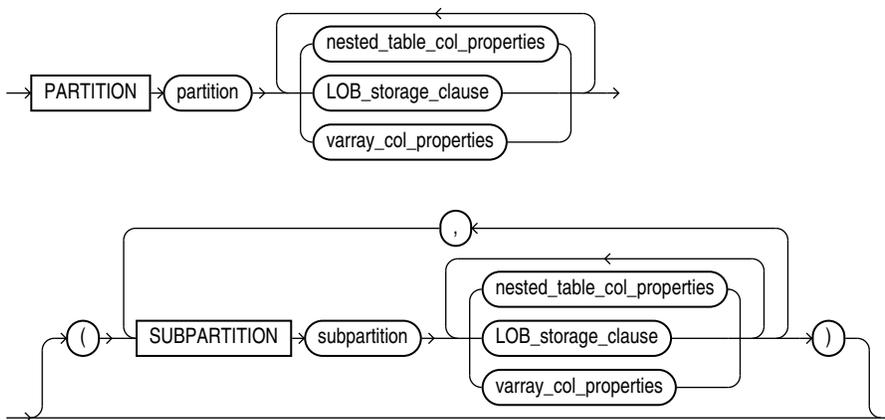 nested_table_col_properties
PARTITION partition LOB_storage_clause
varray_col_properties
,
nested_table_col_properties
( SUBPARTITION subpartition LOB_storage_clause )
varray_col_properties